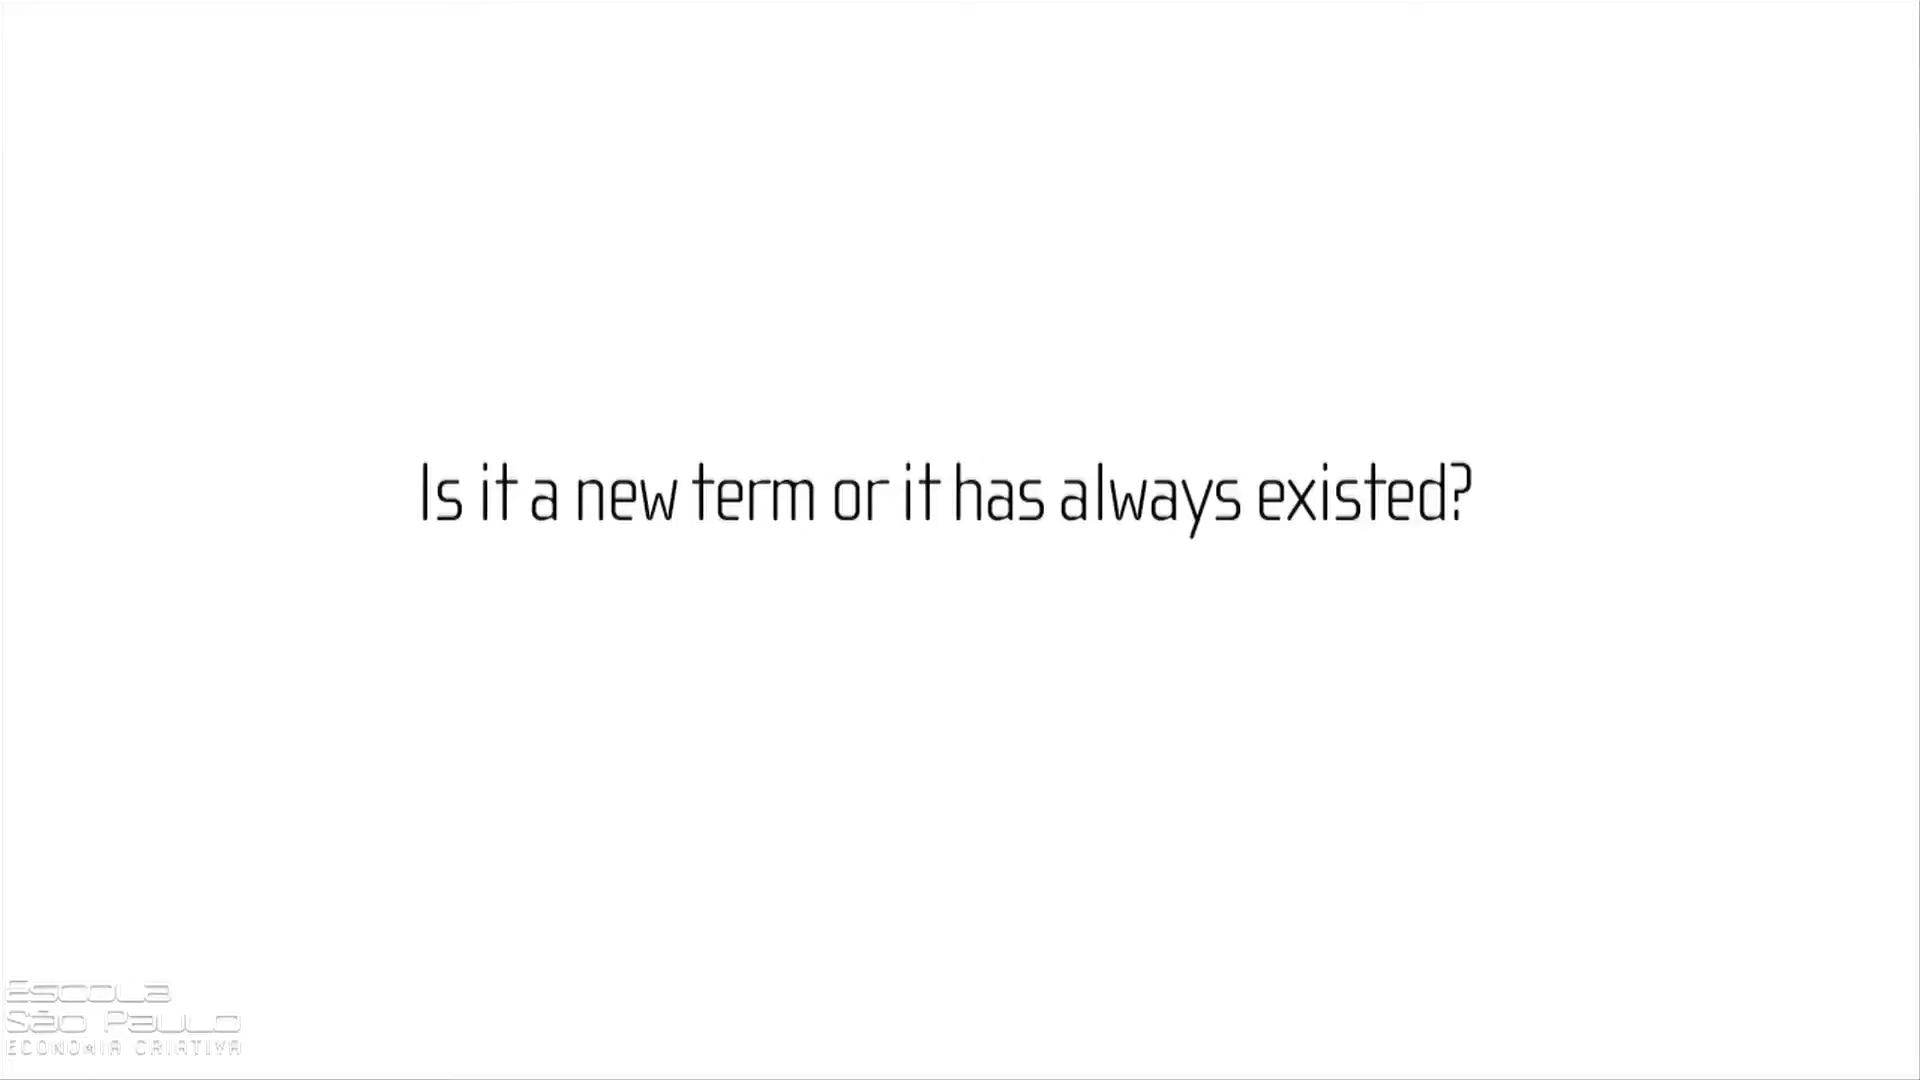 Is it a new term or it has always existed?
Escola
São Paulo
ECONOMIA CRIATIVA